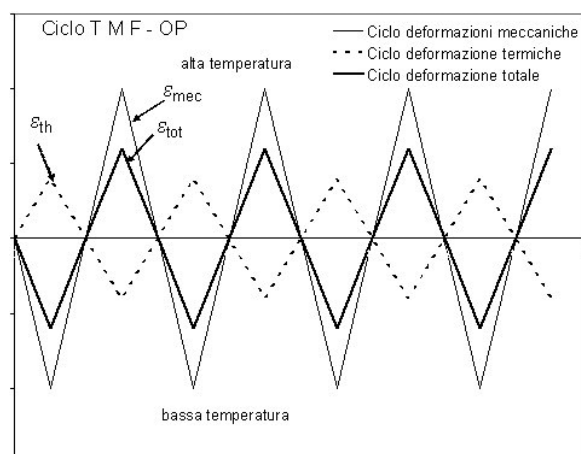 Ciclo T M F - OP
Ciclo deformazioni meccaniche
Ciclo deformazione termiche
Ciclo deformazione totale
alta temperatura
εmec
εth
εtot
bassa temperatura